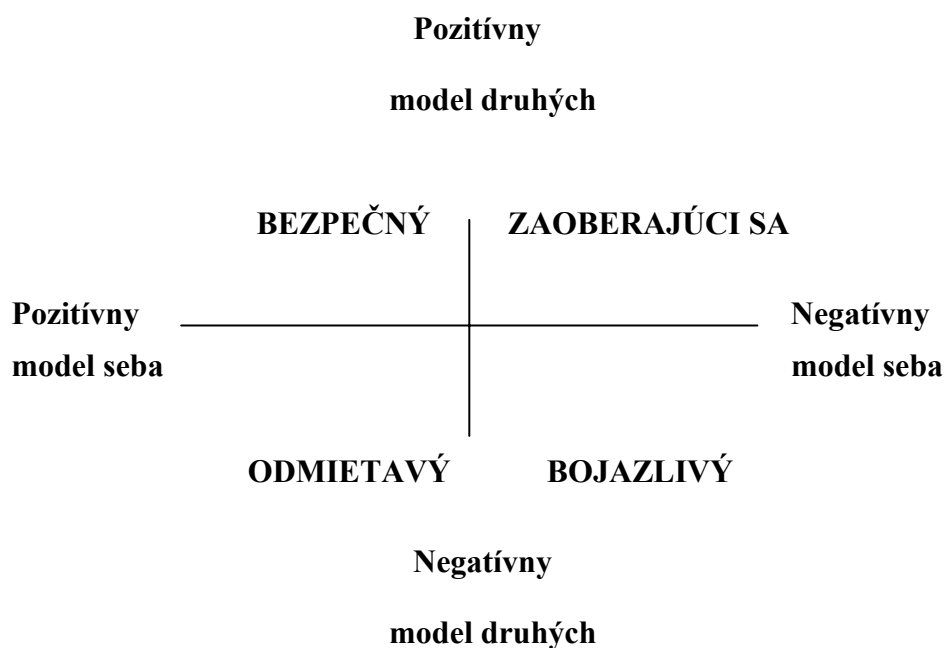 Pozitívny
model druhých
BEZPEČNÝ ZAOBERAJÚCI SA
Pozitívny Negatívny
model seba model seba
ODMIETAVÝ BOJAZLIVÝ
Negatívny
model druhých